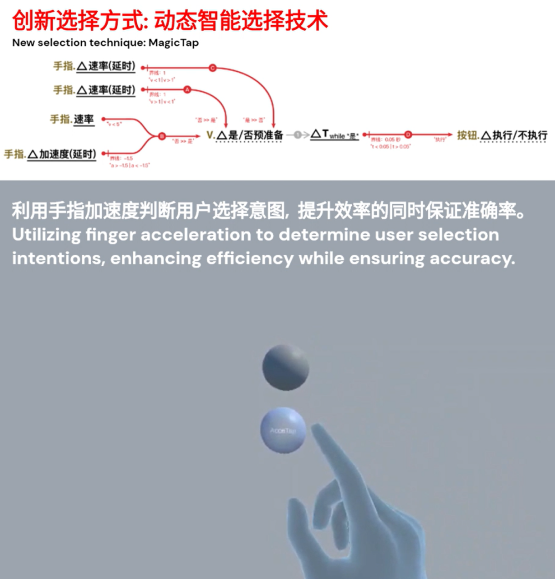 创新选择方式: 动态智能选择技术
New selection technique: MagicTap
手指.△速率(延时)
C
手指.△速率(延时)
A
"否 => 是"
"是 => 否"
手指.速率
B
"否 => 是"
V.△是/否预准备
△T while "是"
D
"执行"
按钮.△执行/不执行
手指.△加速度(延时)
利用手指加速度判断用户选择意图, 提升效率的同时保证准确率。
Utilizing finger acceleration to determine user selection
intentions, enhancing efficiency while ensuring accuracy.